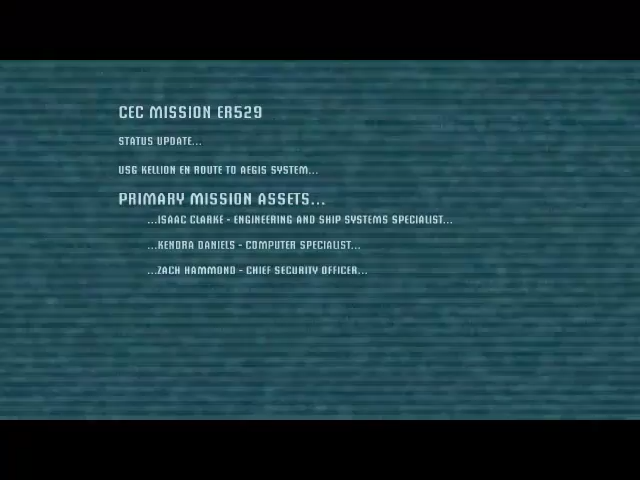 CEC MISSION ER529
STATUS UPDATE...
USG KELLION EN ROUTE TO AEGIS SYSTEM...
PRIMARY MISSION ASSETS...
...ISAAC CLARKE - ENGINEERING AND SHIP SYSTEMS SPECIALIST...
...KENDRA DANIELS - COMPUTER SPECIALIST...
...ZACH HAMMOND - CHIEF SECURITY OFFICER...